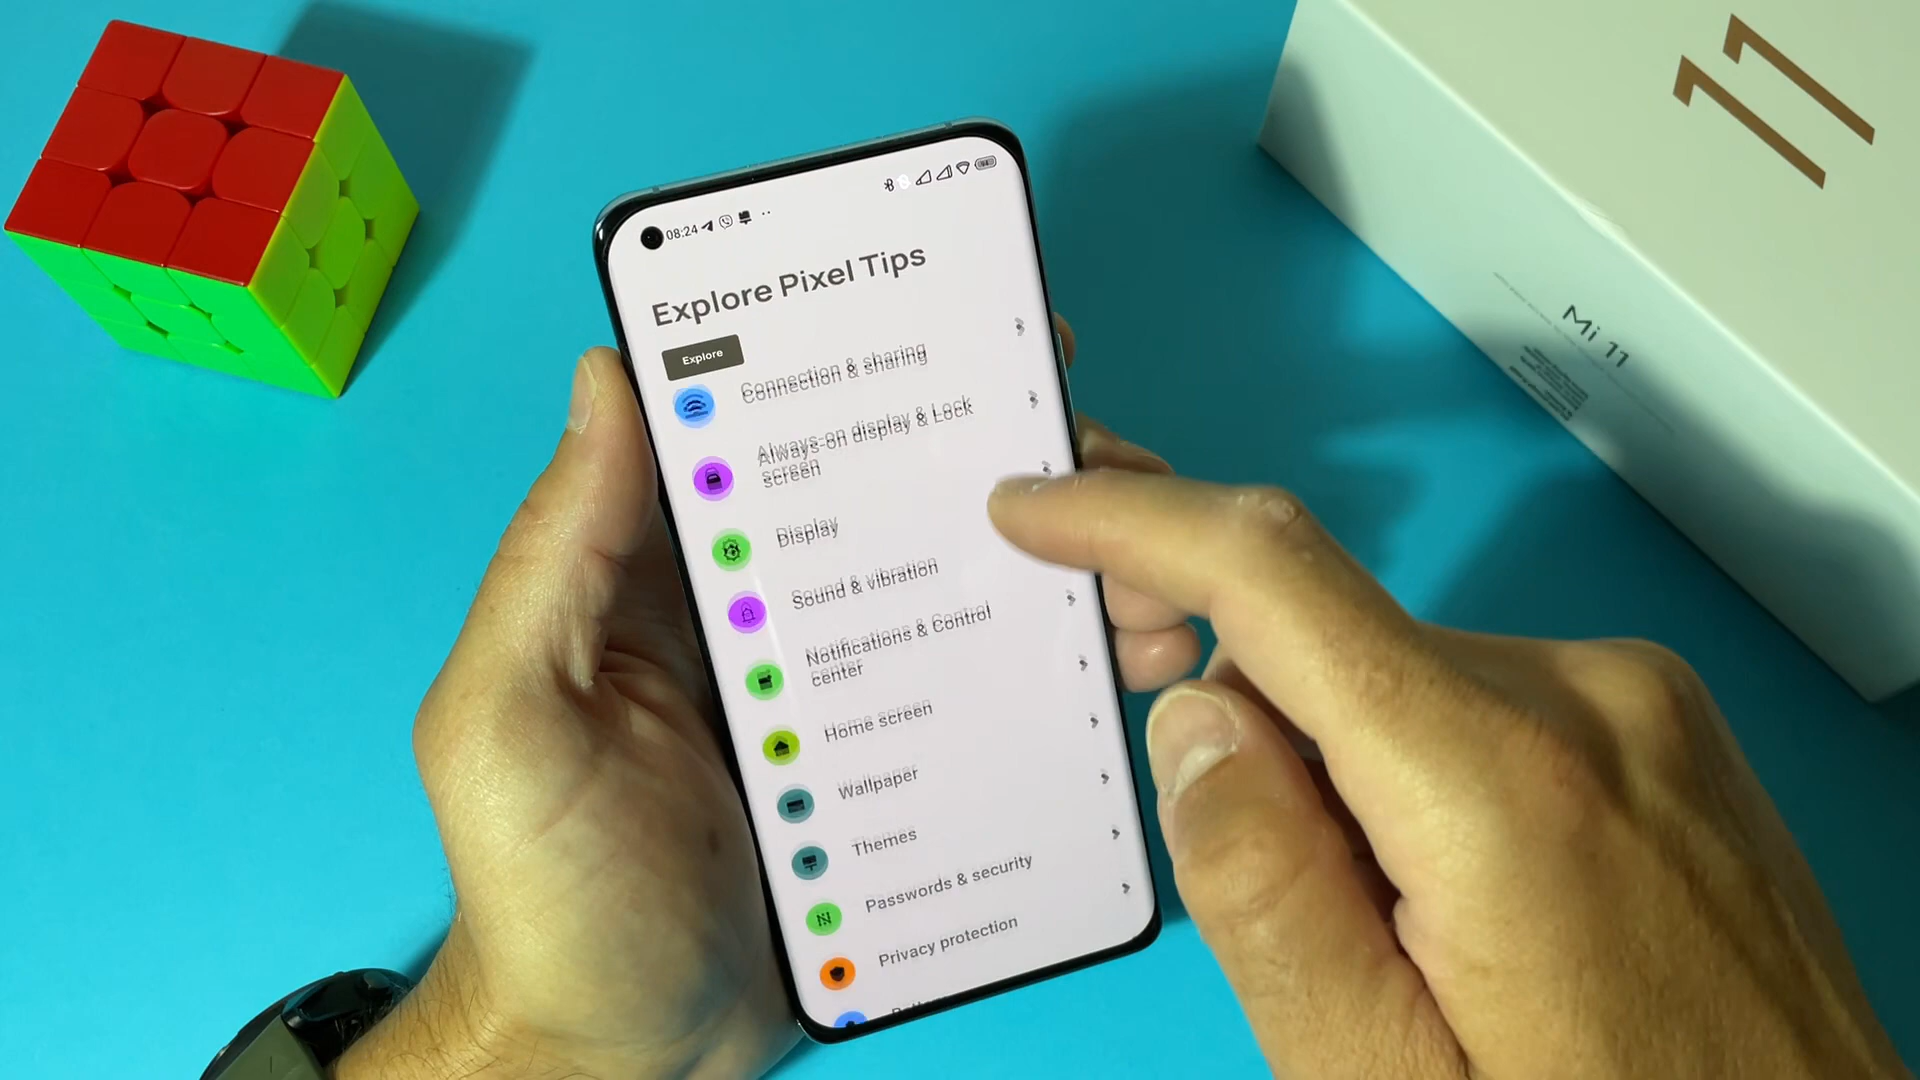 08:24
Explore Pixel Tips
Explore
Connection & sharing
Always-on display & Lock
screen
Display
Sound & vibration
Notifications & Control
center
Home screen
Wallpaper
Themes
Passwords & security
Privacy protection
11
Mi 11